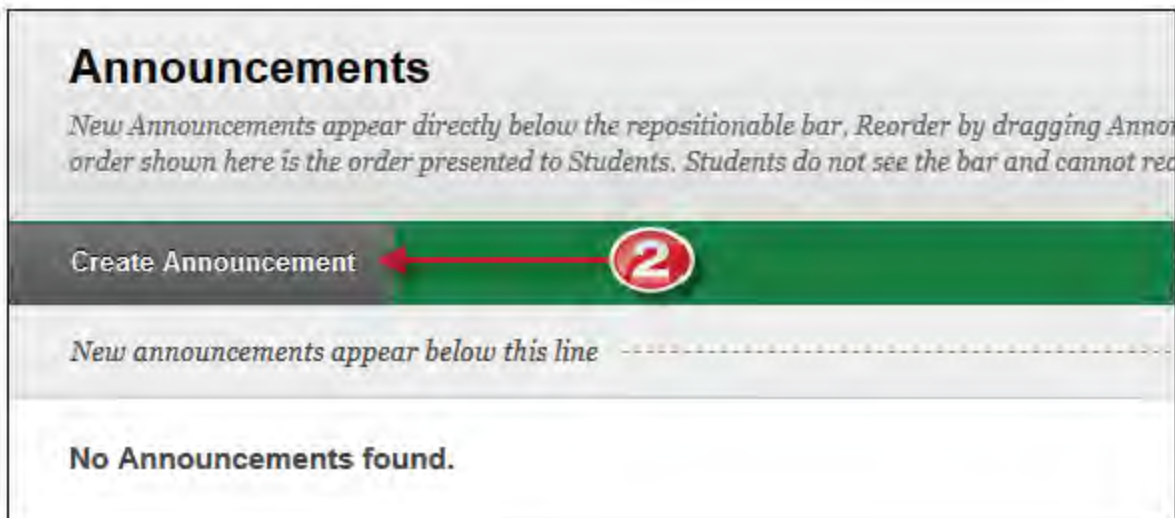 Announcements
New Announcements appear directly below the repositionable bar. Reorder by dragging
order shown here is the order presented to Students. Students do not see the bar and cannot
Create Announcement
2
New announcements appear below this line
No Announcements found.